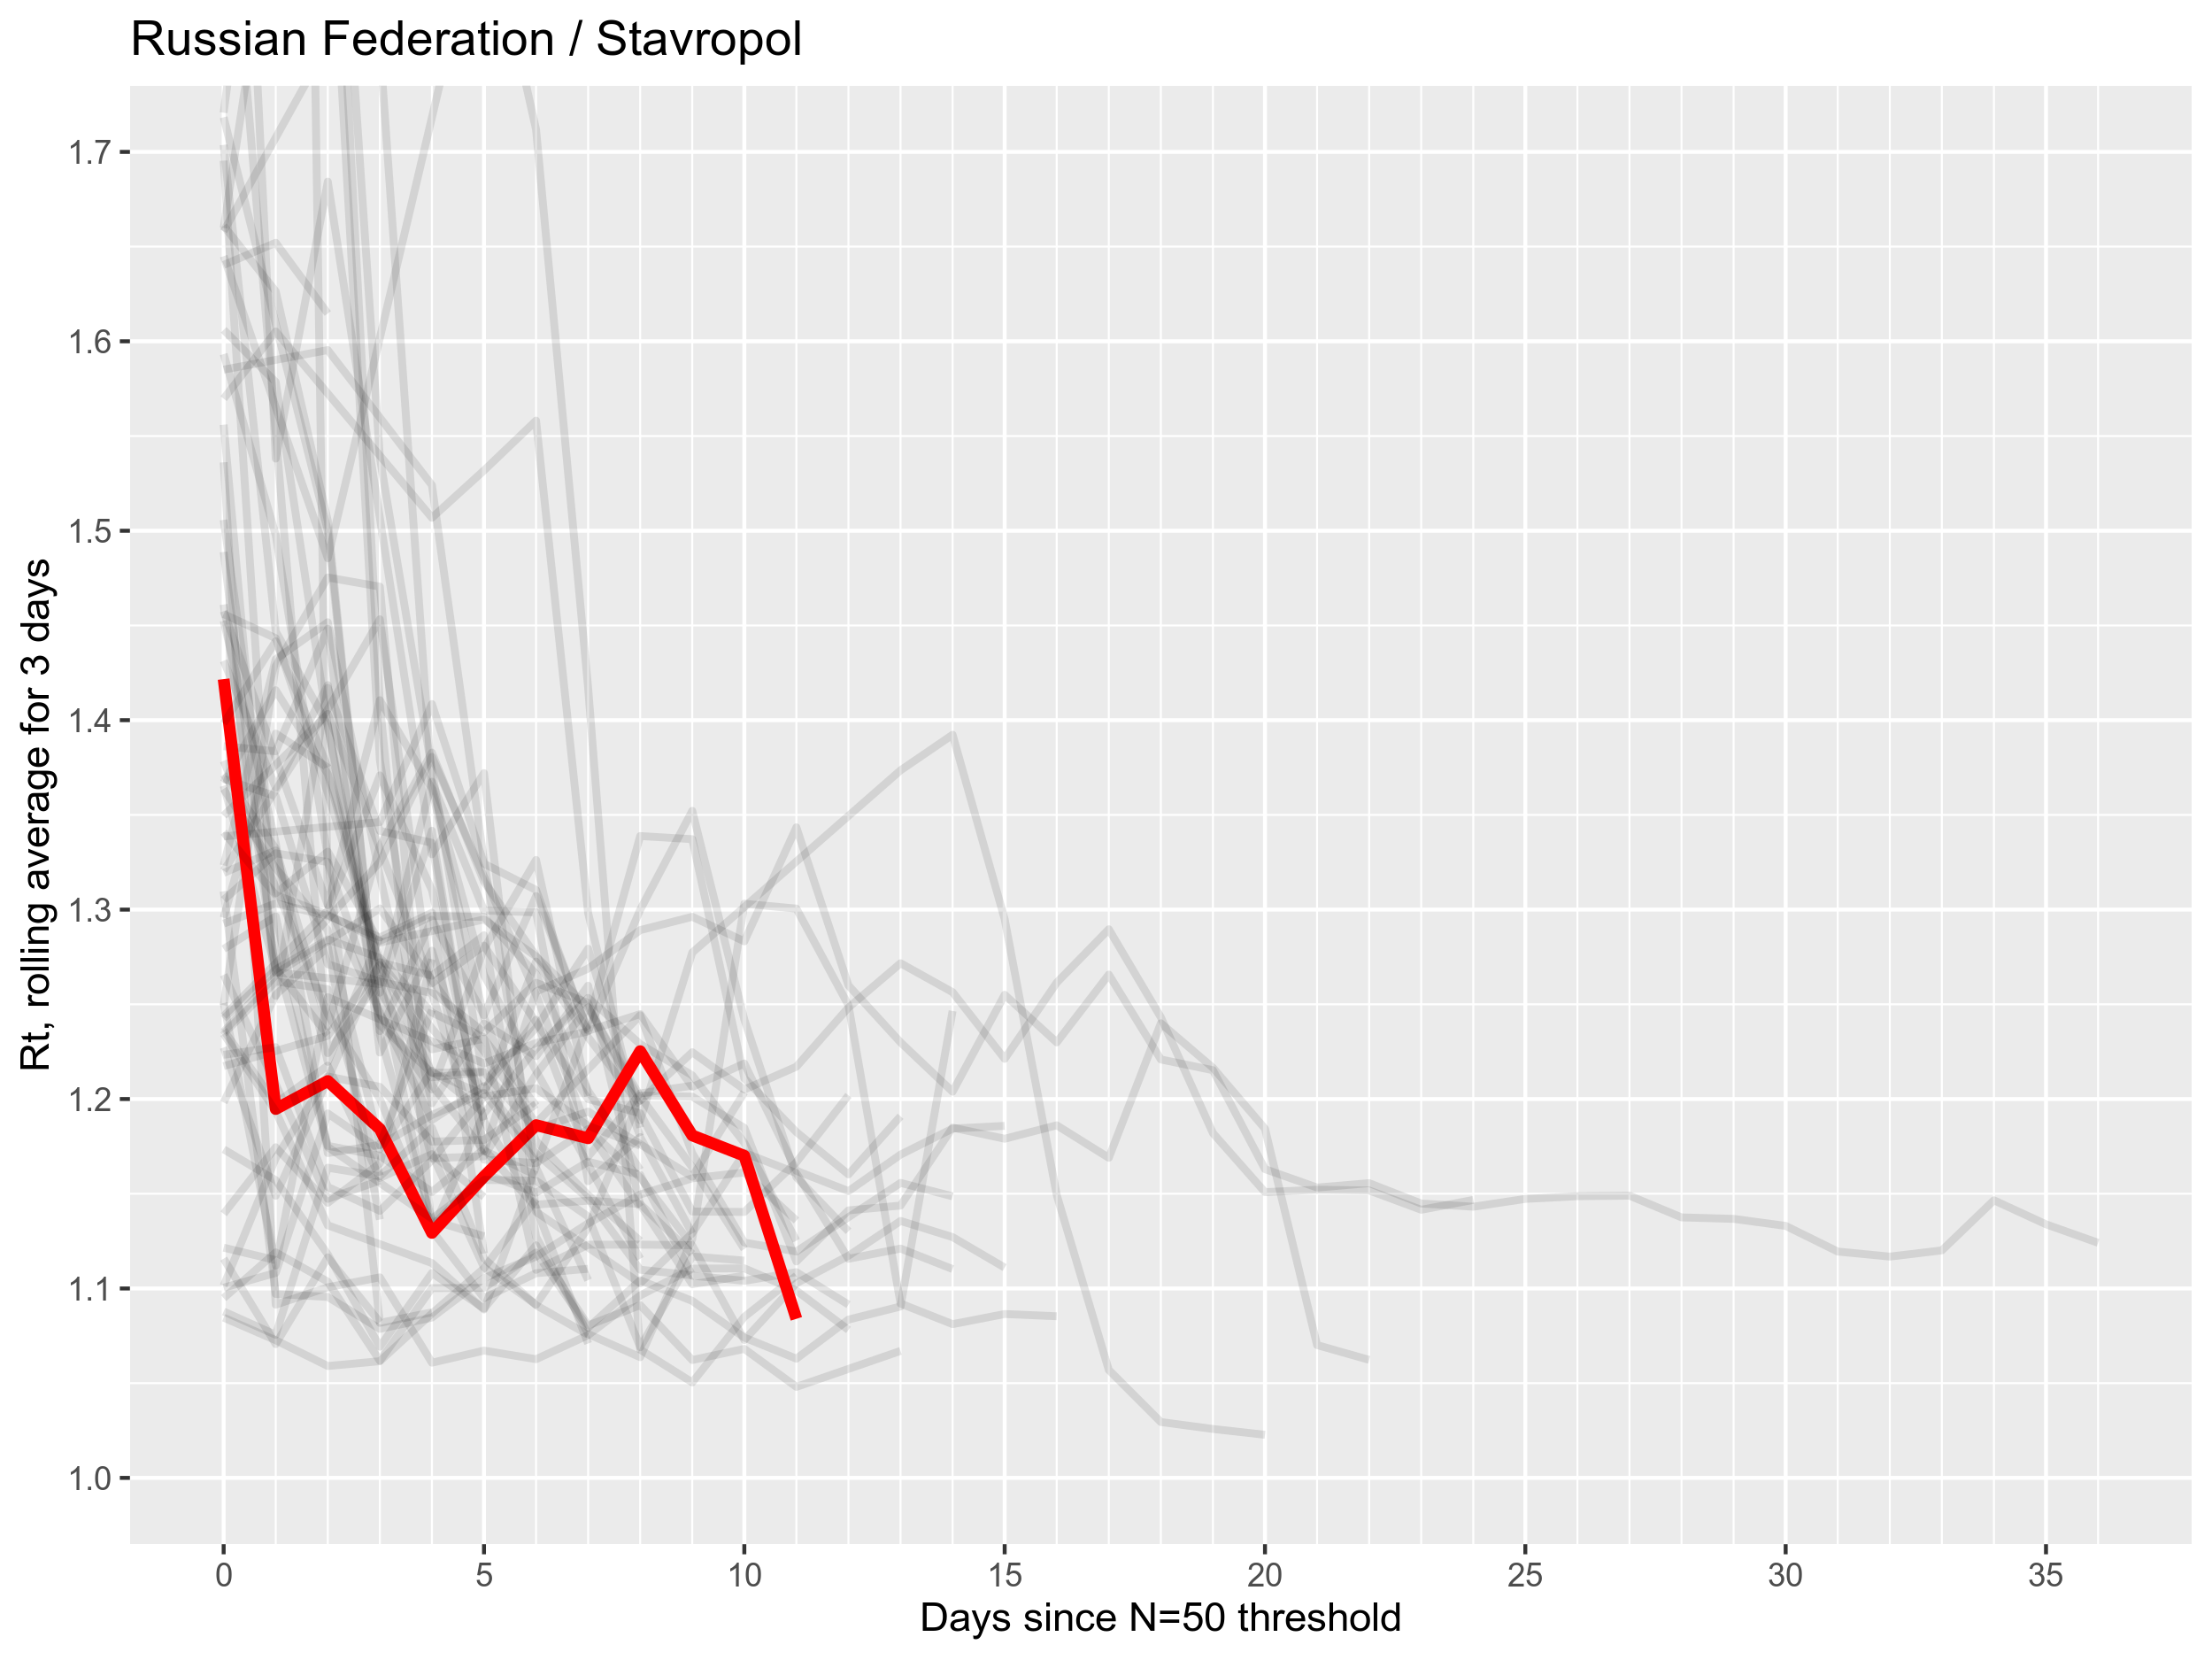 Russian Federation / Stavropol
Rt, rolling average for 3 days
1.7
1.6
1.5
1.4
1.3
1.2
1.1
1.0
0 5 10 15 20 25 30 35
Days since N=50 threshold